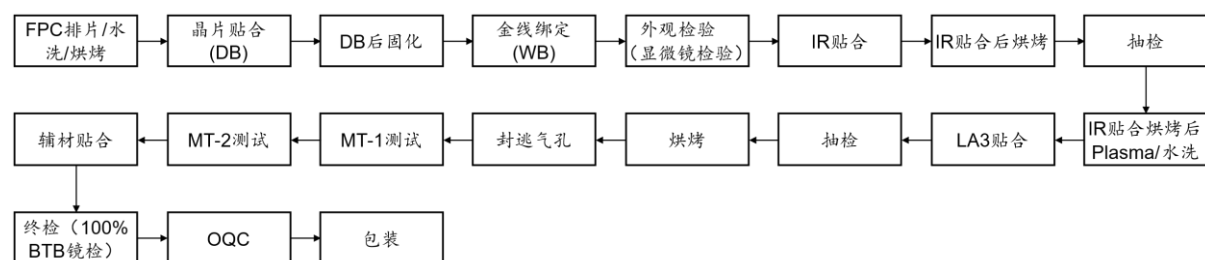 FPC排片/水
洗/烘烤
晶片贴合
(DB)
DB后固化
金线绑定
(WB)
外观检验
（显微镜检验）
IR贴合
IR贴合后烘烤
抽检
辅材贴合
MT-2测试
MT-1测试
封逃气孔
烘烤
抽检
LA3贴合
IR贴合烘烤后
Plasma/水洗
终检（100%
BTB镜检）
OQC
包装